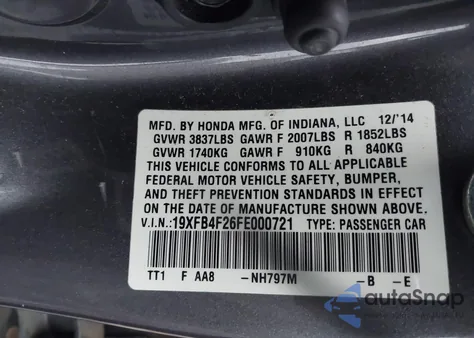 MFD. BY HONDA MFG. OF INDIANA, LLC 12/'14
GVWR 3837LBS GAWR F 2007LBS R 1852LBS
GVWR 1740KG GAWR F 910KG R 840KG
THIS VEHICLE CONFORMS TO ALL APPLICABLE
FEDERAL MOTOR VEHICLE SAFETY, BUMPER,
AND THEFT PREVENTION STANDARDS IN EFFECT
ON THE DATE OF MANUFACTURE SHOWN ABOVE.
V.I.N.: 19XFB4F26FE000721 TYPE: PASSENGER CAR
TT1 F AA8 -NH797M -B -E
autoSnap